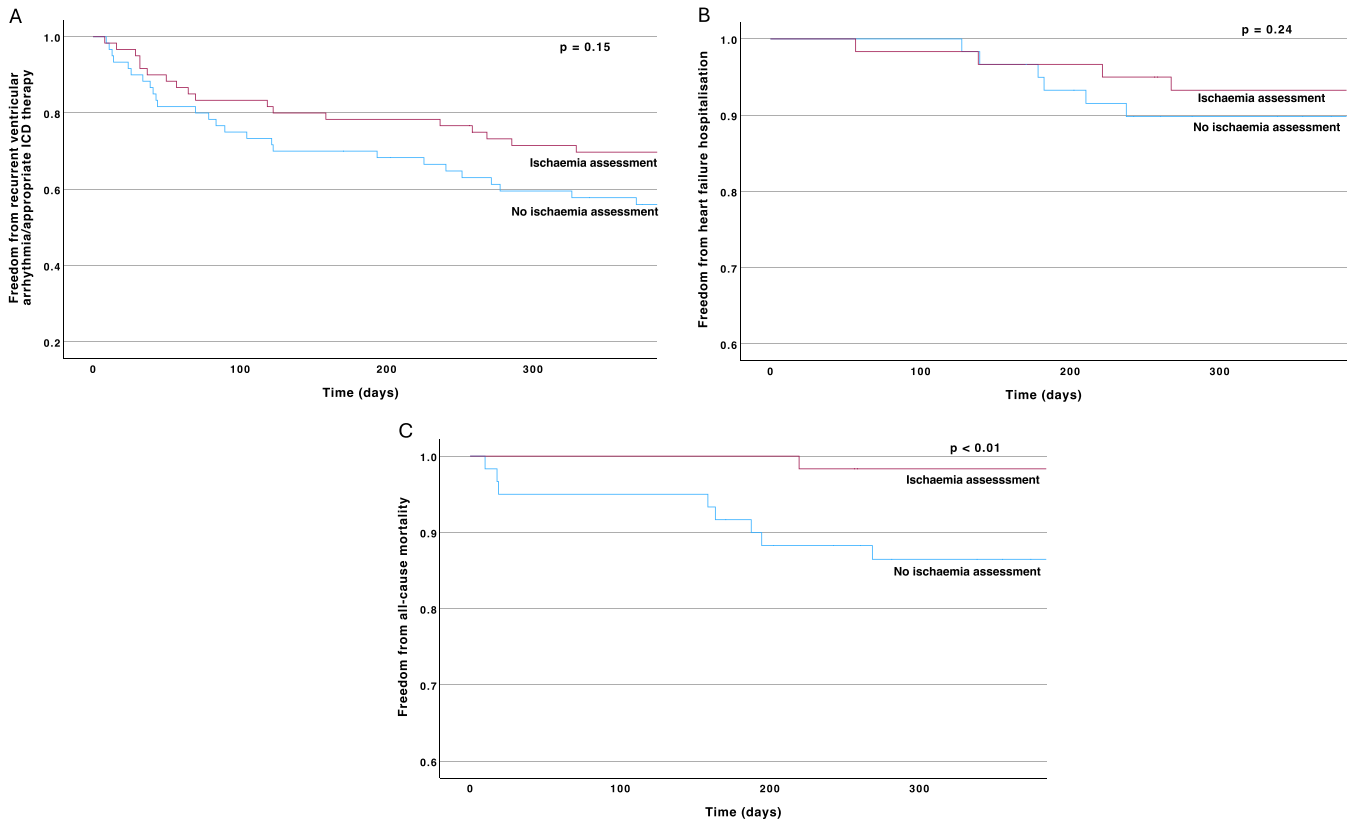 A
p = 0.15
Freedom from recurrent ventricular
arrhythmia/appropriate ICD therapy
1.0
0.8
0.6
0.4
0.2
Ischaemia assessment
No ischaemia assessment
0
100
200
300
Time (days)
B
p = 0.24
Freedom from heart failure hospitalisation
1.0
0.9
0.8
0.7
0.6
Ischaemia assessment
No ischaemia assessment
0
100
200
300
Time (days)
C
p < 0.01
Freedom from all-cause mortality
1.0
0.9
0.8
0.7
0.6
Ischaemia assesssment
No ischaemia assessment
0
100
200
300
Time (days)